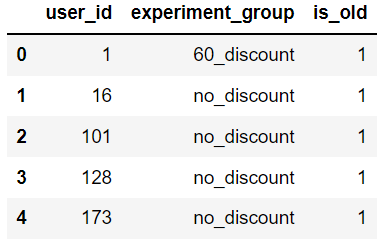 user_id experiment_group is_old
0 1 60_discount 1
1 16 no_discount 1
2 101 no_discount 1
3 128 no_discount 1
4 173 no_discount 1